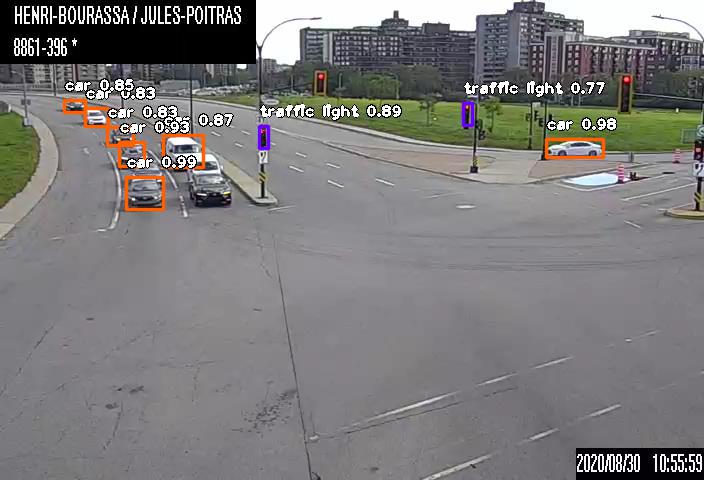 HENRI-BOURASSA / JULES-POITRAS
8861-396 *
car 0.85
car 0.83
car 0.83
car 0.93
0.87
car 0.99
traffic light 0.89
traffic light 0.77
car 0.98
2020/08/30 10:55:59